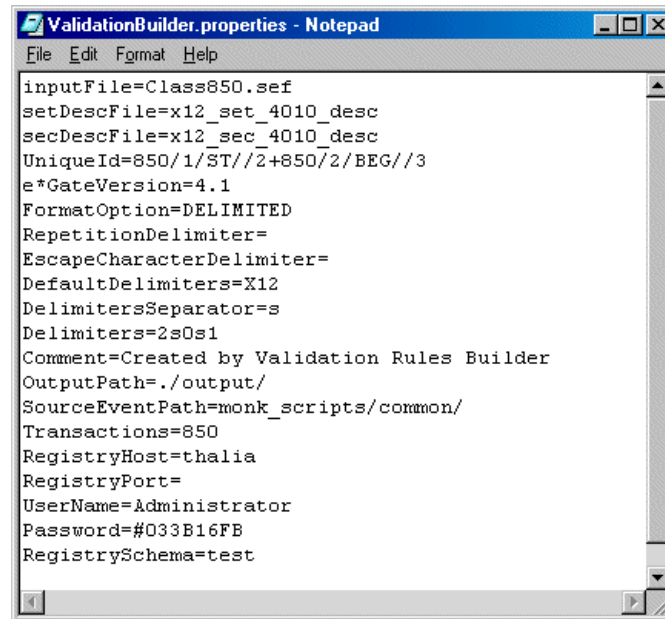 ValidationBuilder.properties - Notepad
File Edit Format Help
inputFile=Class850.sef
setDescFile=x12_set_4010_desc
secDescFile=x12_sec_4010_desc
UniqueId=850/1/ST//2+850/2/BEG//3
e*GateVersion=4.1
FormatOption=DELIMITED
RepetitionDelimiter=
EscapeCharacterDelimiter=
DefaultDelimiters=X12
DelimitersSeparator=s
Delimiters=2s0s1
Comment=Created by Validation Rules Builder
OutputPath=./output/
SourceEventPath=monk_scripts/common/
Transactions=850
RegistryHost=thalia
RegistryPort=
UserName=Administrator
Password=#033B16FB
RegistrySchema=test